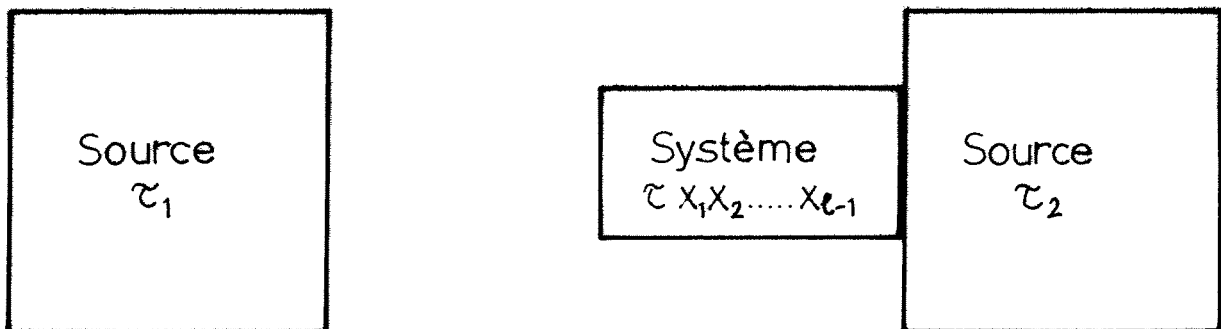 Source
τ₁
Système
τ X₁X₂.....Xℓ₋₁
Source
τ₂